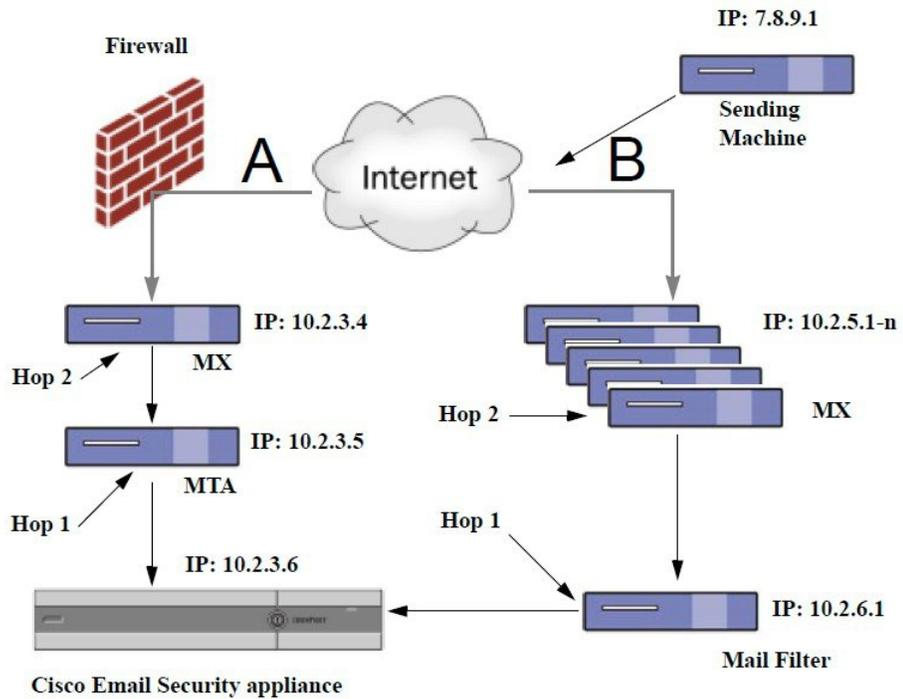 IP: 7.8.9.1
Firewall
Sending
Machine
A
Internet
B
IP: 10.2.3.4
MX
Hop 2
IP: 10.2.5.1-n
MX
Hop 2
IP: 10.2.3.5
MTA
Hop 1
Hop 1
IP: 10.2.3.6
IP: 10.2.6.1
Mail Filter
Cisco Email Security appliance